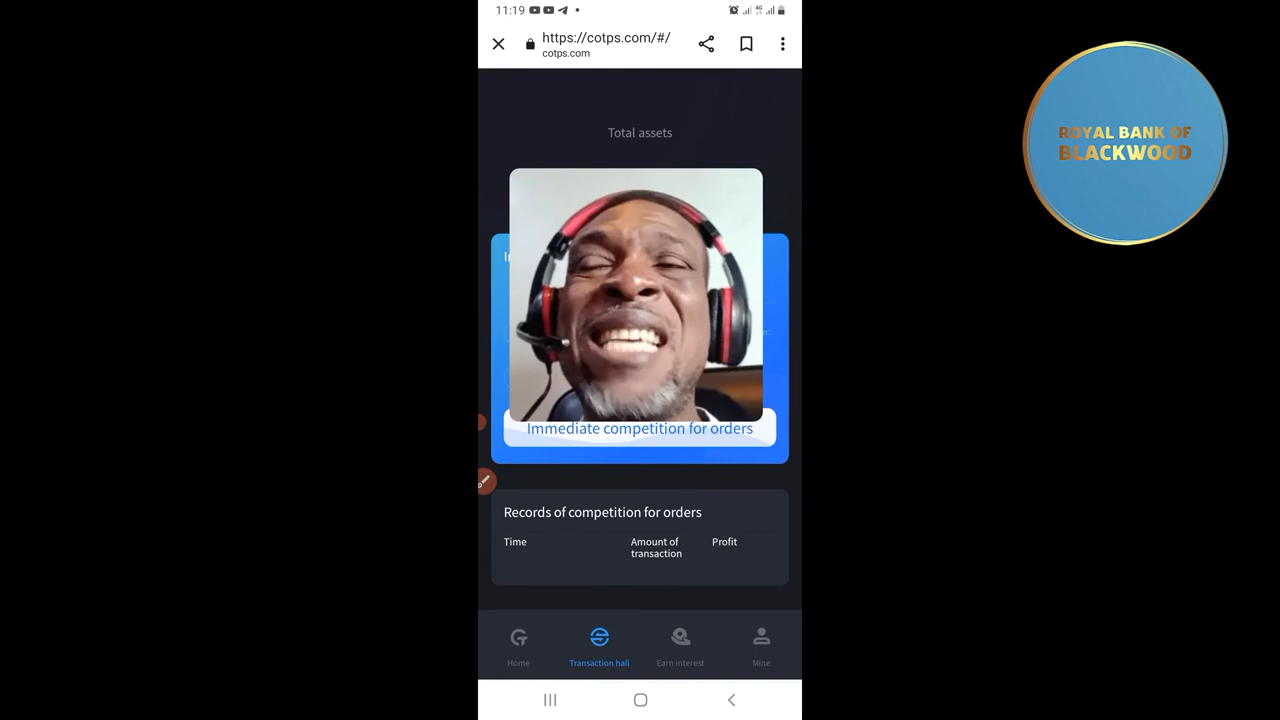 11:19
4G
https://cotps.com/#/
cotps.com
Total assets
ROYAL BANK OF
BLACKWOOD
Immediate competition for orders
Records of competition for orders
Time
Amount of
transaction
Profit
Home
Transaction hall
Earn interest
Mine